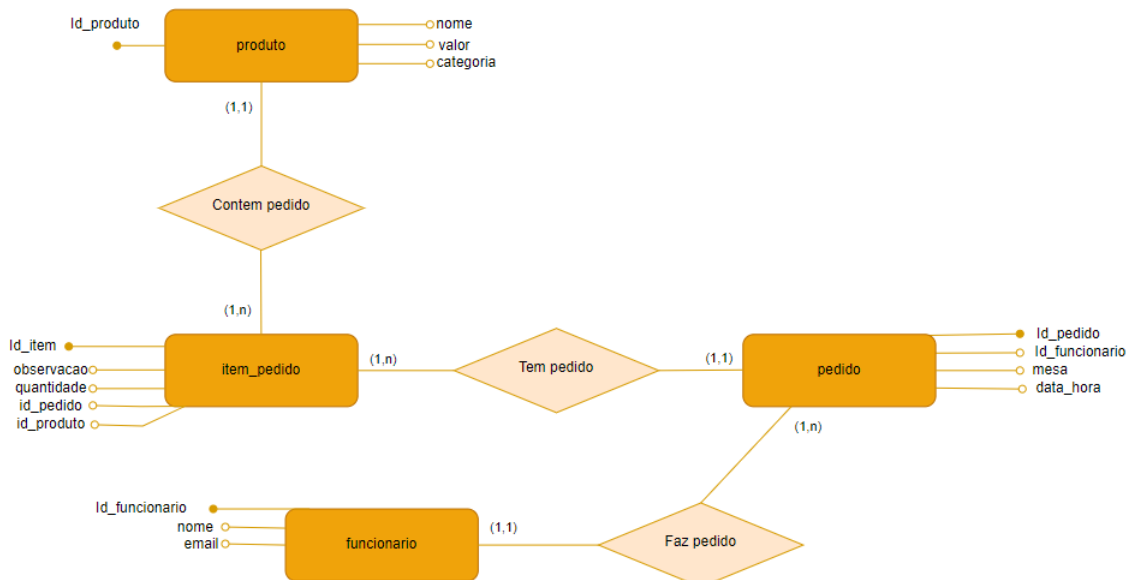 Id_produto
nome
produto
valor
categoria
(1,1)
Contem pedido
(1,n)
Id_item
observacao
quantidade
id_pedido
id_produto
item_pedido
(1,n)
Tem pedido
(1,1)
pedido
Id_pedido
Id_funcionario
mesa
data_hora
(1,n)
Id_funcionario
nome
email
funcionario
(1,1)
Faz pedido